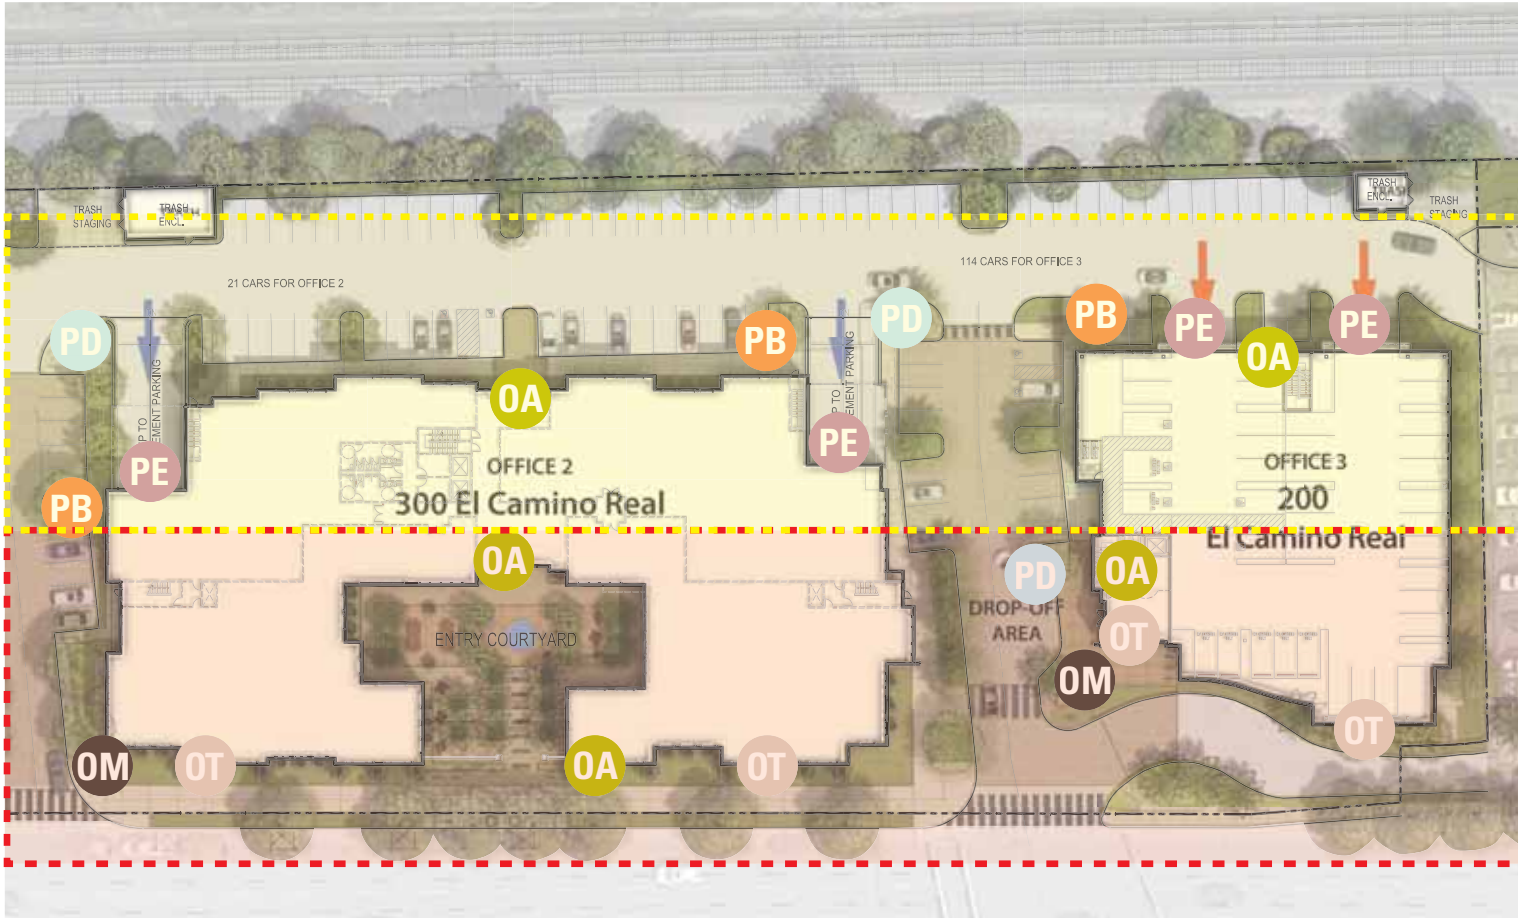 TRASH
STAGING
TRASH
ENCL.
TRASH
ENCL.
TRASH
STAGING
21 CARS FOR OFFICE 2
114 CARS FOR OFFICE 3
PD
PB
PD
PB
PE
PE
OA
OA
PE
PE
PB
OFFICE 2
300 El Camino Real
OFFICE 3
200
El Camino Real
OA
PD
OA
DROP-OFF
AREA
OT
OM
ENTRY COURTYARD
OM
OT
OA
OT
OT